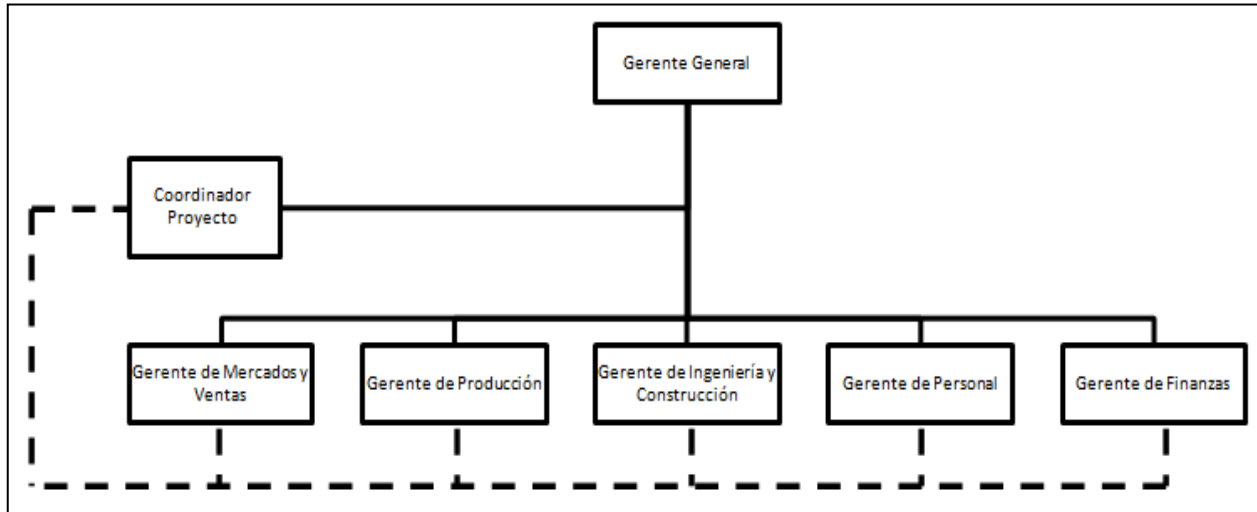 Gerente General
Coordinador
Proyecto
Gerente de Mercados y
Ventas
Gerente de Producción
Gerente de Ingeniería y
Construcción
Gerente de Personal
Gerente de Finanzas